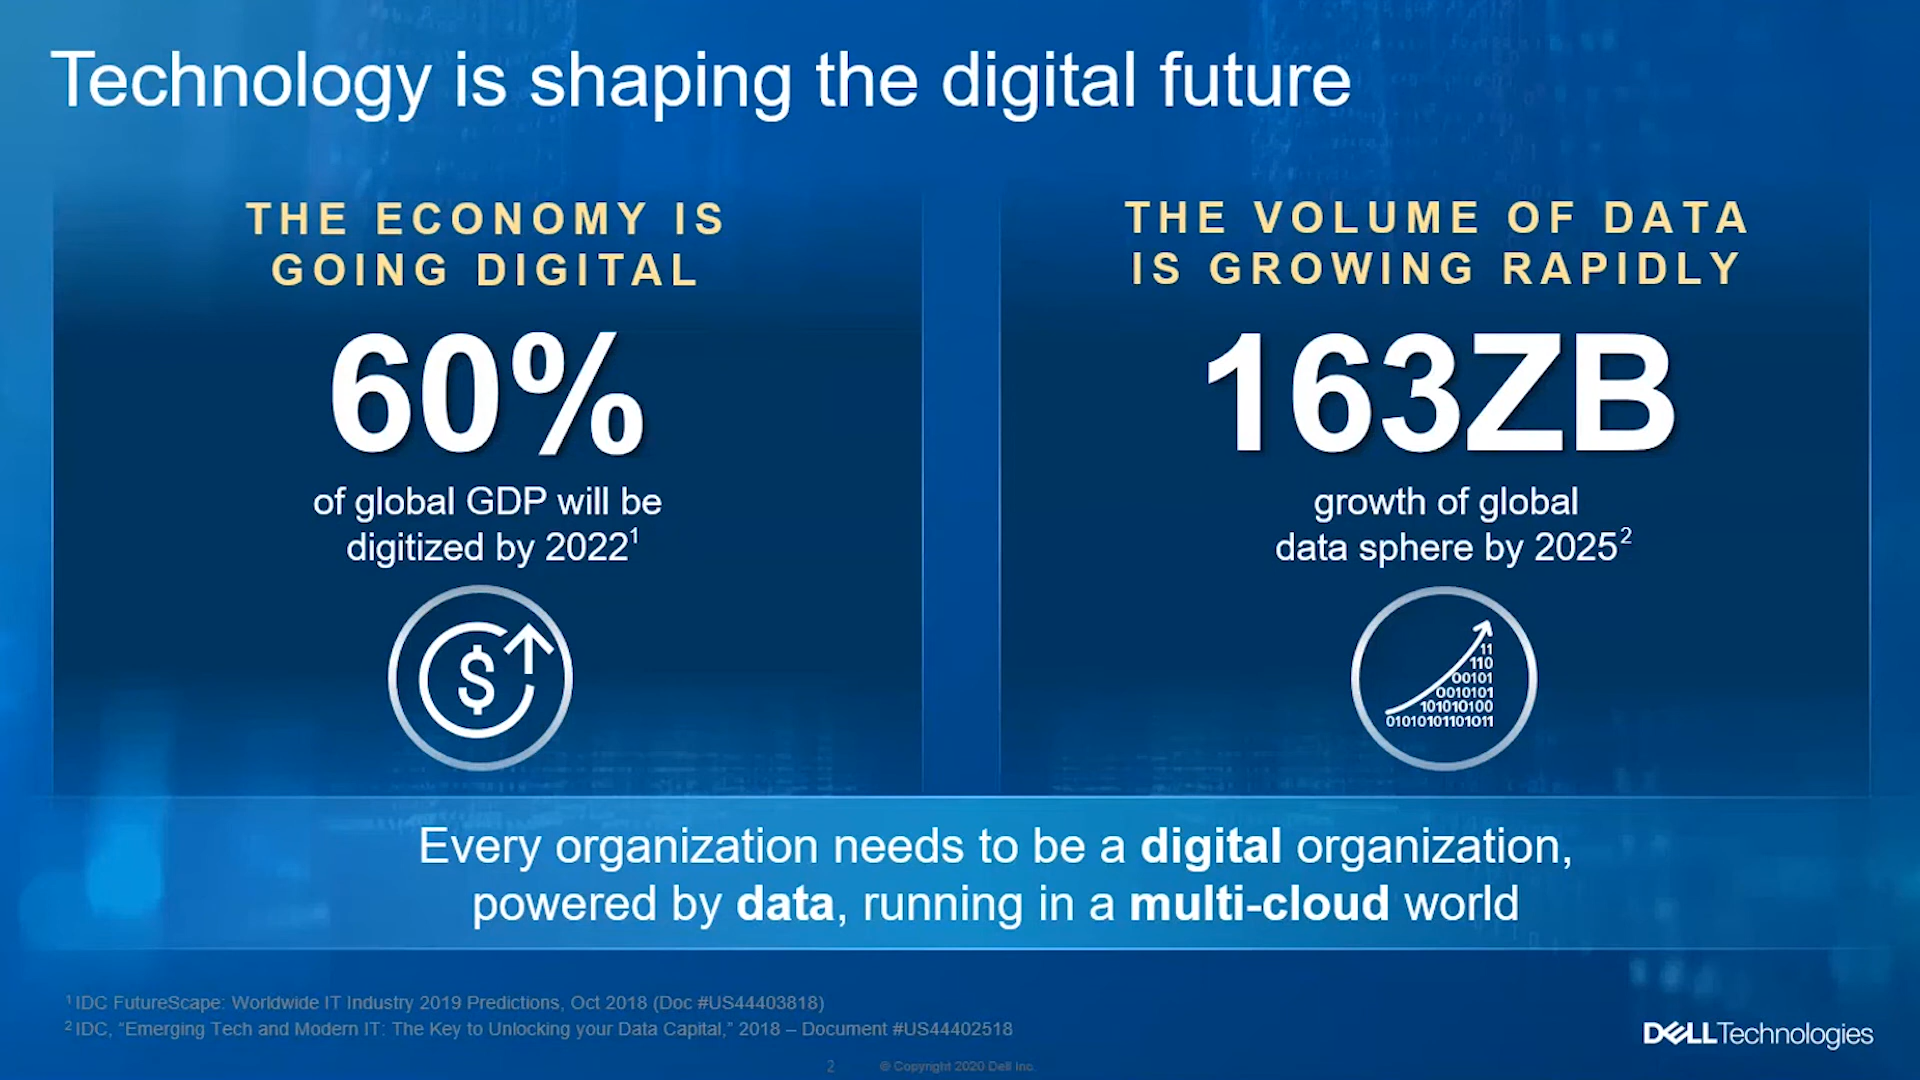 Technology is shaping the digital future
THE ECONOMY IS
GOING DIGITAL
60%
of global GDP will be
digitized by 2022¹
$
THE VOLUME OF DATA
IS GROWING RAPIDLY
163ZB
growth of global
data sphere by 2025²
11
110
00101
0010101
101010100
01010101101011
Every organization needs to be a digital organization,
powered by data, running in a multi-cloud world
¹ IDC FutureScape: Worldwide IT Industry 2019 Predictions, Oct 2018 (Doc #US44403818)
² IDC, “Emerging Tech and Modern IT: The Key to Unlocking your Data Capital,” 2018 – Document #US44402518
DELLTechnologies
2
© Copyright 2020 Dell Inc.